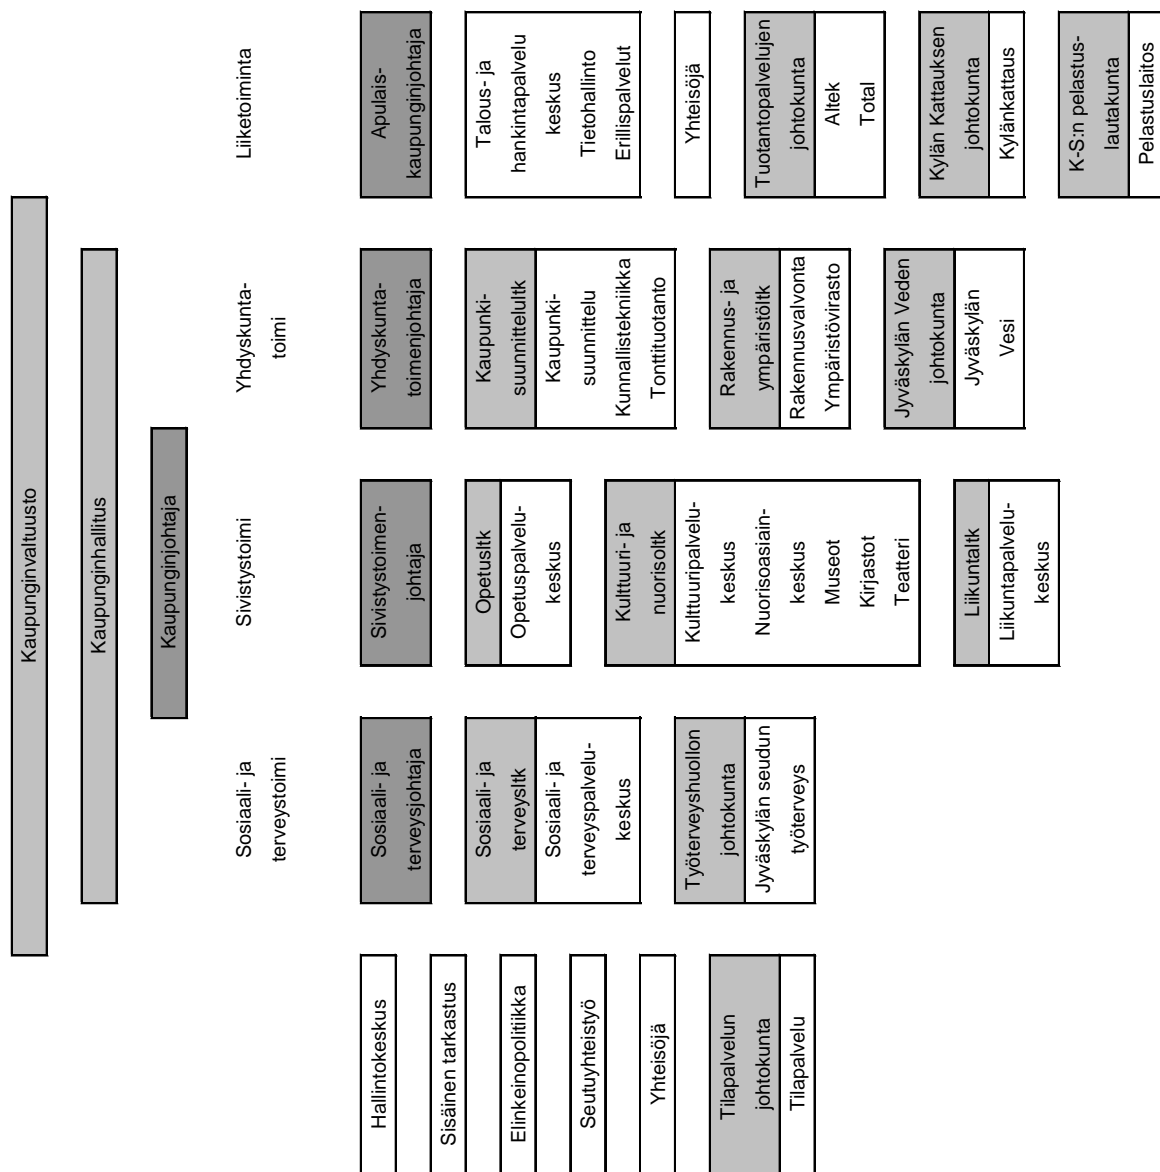 Kaupunginvaltuusto
Kaupunginhallitus
Kaupunginjohtaja
Sosiaali- ja
terveystoimi
Sivistystoimi
Yhdyskunta-
toimi
Liiketoiminta
Hallintokeskus
Sisäinen tarkastus
Elinkeinopolitiikka
Seutuyhteistyö
Yhteisöjä
Tilapalvelun
johtokunta
Tilapalvelu
Sosiaali- ja
terveysjohtaja
Sosiaali- ja
terveysltk
Sosiaali- ja
terveyspalvelu-
keskus
Työterveyshuollon
johtokunta
Jyväskylän seudun
työterveys
Sivistystoimen-
johtaja
Opetusltk
Opetuspalvelu-
keskus
Kulttuuri- ja
nuorisoltk
Kulttuuripalvelu-
keskus
Nuorisoasiain-
keskus
Museot
Kirjastot
Teatteri
Liikuntaltk
Liikuntapalvelu-
keskus
Yhdyskunta-
toimenjohtaja
Kaupunki-
suunnittelultk
Kaupunki-
suunnittelu
Kunnallistekniikka
Tonttituotanto
Rakennus- ja
ympäristöltk
Rakennusvalvonta
Ympäristövirasto
Jyväskylän Veden
johtokunta
Jyväskylän
Vesi
Apulais-
kaupunginjohtaja
Talous- ja
hankintapalvelu
keskus
Tietohallinto
Erillispalvelut
Yhteisöjä
Tuotantopalvelujen
johtokunta
Altek
Total
Kylän Kattauksen
johtokunta
Kylänkattaus
K-S:n pelastus-
lautakunta
Pelastuslaitos